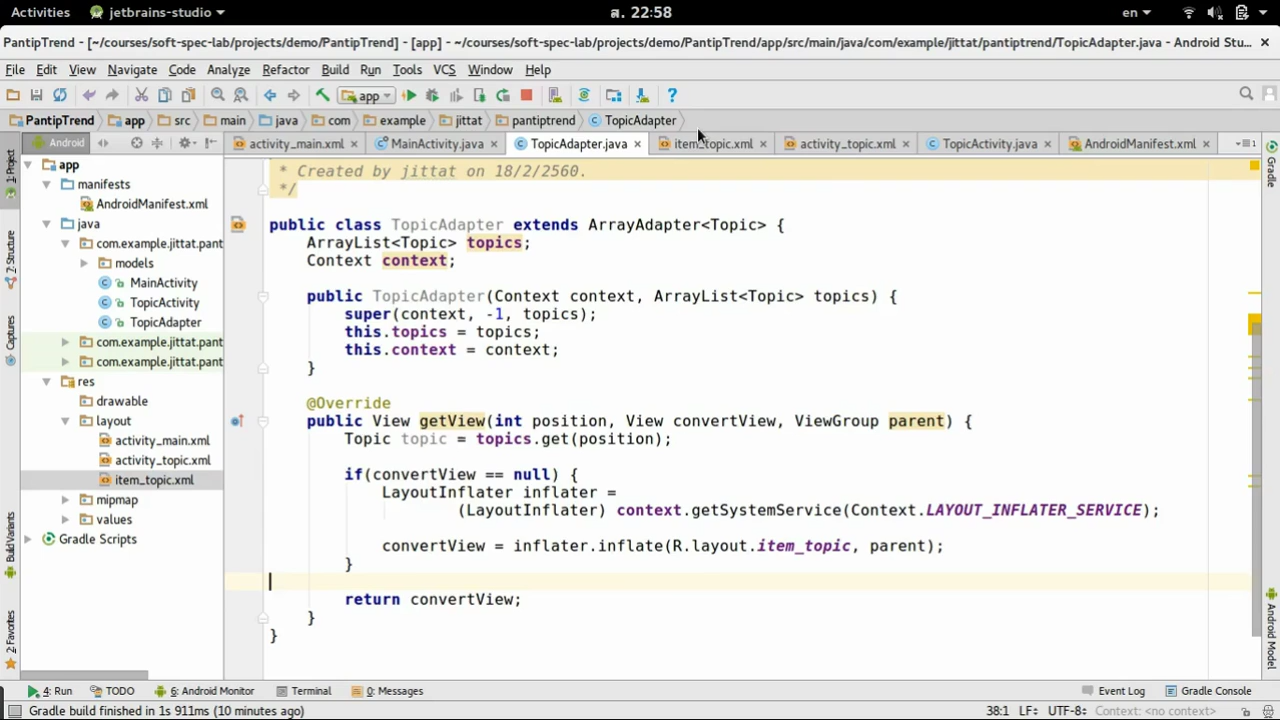 Activities jetbrains-studio ส. 22:58 en
PantipTrend - [~/courses/soft-spec-lab/projects/demo/PantipTrend] - [app] - ~/courses/soft-spec-lab/projects/demo/PantipTrend/app/src/main/java/com/example/jittat/pantiptrend/TopicAdapter.java - Android Stu...
File Edit View Navigate Code Analyze Refactor Build Run Tools VCS Window Help
app
PantipTrend app src main java com example jittat pantiptrend TopicAdapter
Android activity_main.xml MainActivity.java TopicAdapter.java item_topic.xml activity_topic.xml TopicActivity.java AndroidManifest.xml
1: Project
Z: Structure
Captures
Build Variants
2: Favorites
app
manifests
AndroidManifest.xml
java
com.example.jittat.pant
models
MainActivity
TopicActivity
TopicAdapter
com.example.jittat.pant
com.example.jittat.pant
res
drawable
layout
activity_main.xml
activity_topic.xml
item_topic.xml
mipmap
values
Gradle Scripts
* Created by jittat on 18/2/2560.
*/
public class TopicAdapter extends ArrayAdapter<Topic> {
ArrayList<Topic> topics;
Context context;
public TopicAdapter(Context context, ArrayList<Topic> topics) {
super(context, -1, topics);
this.topics = topics;
this.context = context;
}
@Override
public View getView(int position, View convertView, ViewGroup parent) {
Topic topic = topics.get(position);
if(convertView == null) {
LayoutInflater inflater =
(LayoutInflater) context.getSystemService(Context.LAYOUT_INFLATER_SERVICE);
convertView = inflater.inflate(R.layout.item_topic, parent);
}
return convertView;
}
}
Gradle
Android Model
4: Run TODO 6: Android Monitor Terminal 0: Messages Event Log Gradle Console
Gradle build finished in 1s 911ms (10 minutes ago) 38:1 LF÷ UTF-8÷ Context: <no context>